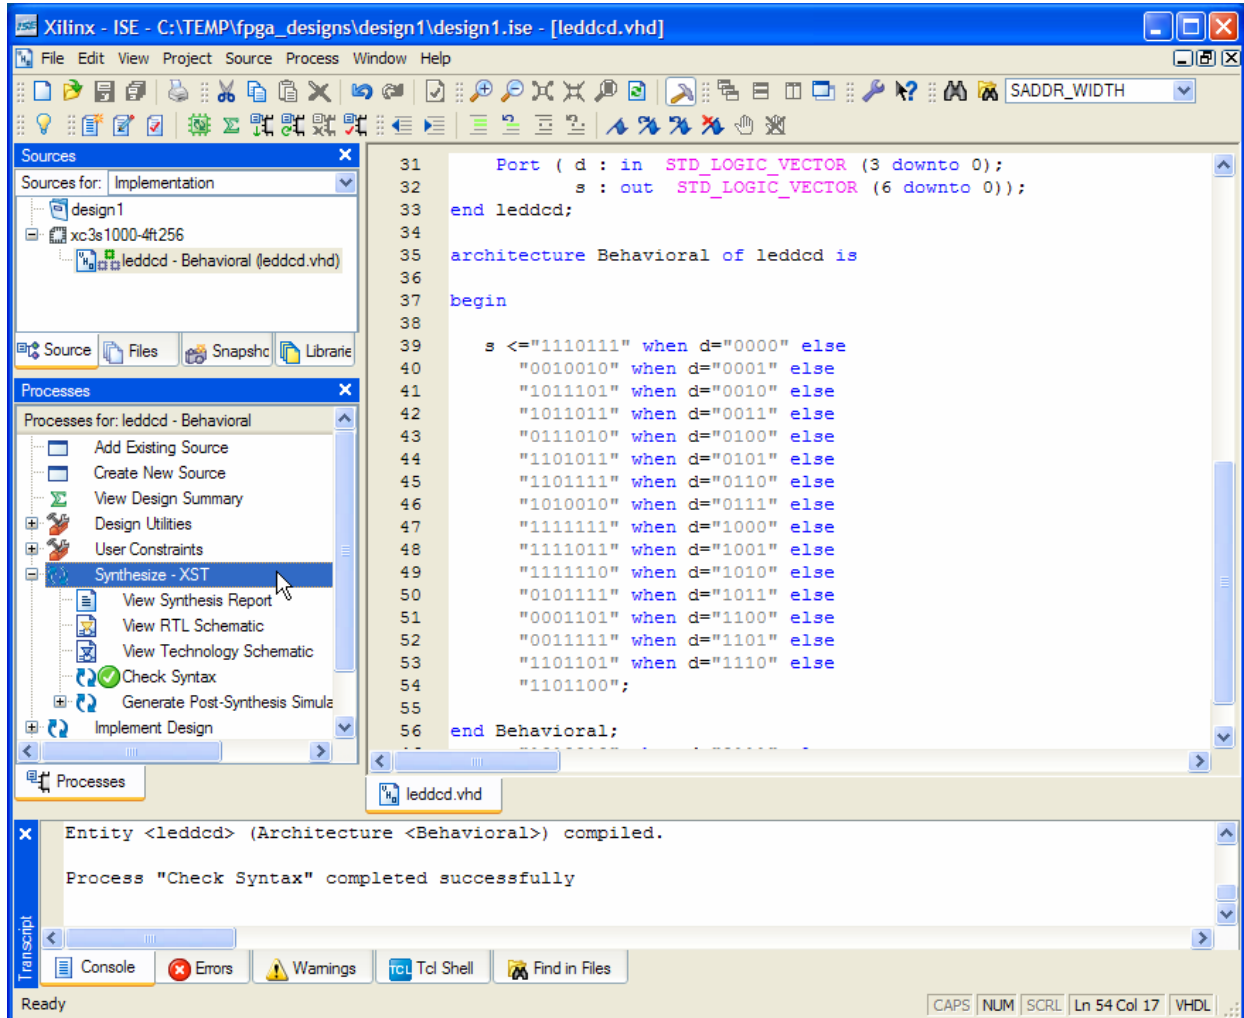 Xilinx - ISE - C:\TEMP\fpga_designs\design1\design1.ise - [leddcd.vhd]
File Edit View Project Source Process Window Help
SADDR_WIDTH
Sources
Sources for: Implementation
design1
xc3s1000-4ft256
leddcd - Behavioral (leddcd.vhd)
Source Files Snapshc Librarie
Processes
Processes for: leddcd - Behavioral
Add Existing Source
Create New Source
View Design Summary
Design Utilities
User Constraints
Synthesize - XST
View Synthesis Report
View RTL Schematic
View Technology Schematic
Check Syntax
Generate Post-Synthesis Simula
Implement Design
Processes
31 Port ( d : in STD_LOGIC_VECTOR (3 downto 0);
32 s : out STD_LOGIC_VECTOR (6 downto 0));
33 end leddcd;
34
35 architecture Behavioral of leddcd is
36
37 begin
38
39 s <="1110111" when d="0000" else
40 "0010010" when d="0001" else
41 "1011101" when d="0010" else
42 "1011011" when d="0011" else
43 "0111010" when d="0100" else
44 "1101011" when d="0101" else
45 "1101111" when d="0110" else
46 "1010010" when d="0111" else
47 "1111111" when d="1000" else
48 "1111011" when d="1001" else
49 "1111110" when d="1010" else
50 "0101111" when d="1011" else
51 "0001101" when d="1100" else
52 "0011111" when d="1101" else
53 "1101101" when d="1110" else
54 "1101100";
55
56 end Behavioral;
leddcd.vhd
Entity <leddcd> (Architecture <Behavioral>) compiled.
Process "Check Syntax" completed successfully
Transcript
Console Errors Warnings TCL Tcl Shell Find in Files
Ready CAPS NUM SCRL Ln 54 Col 17 VHDL